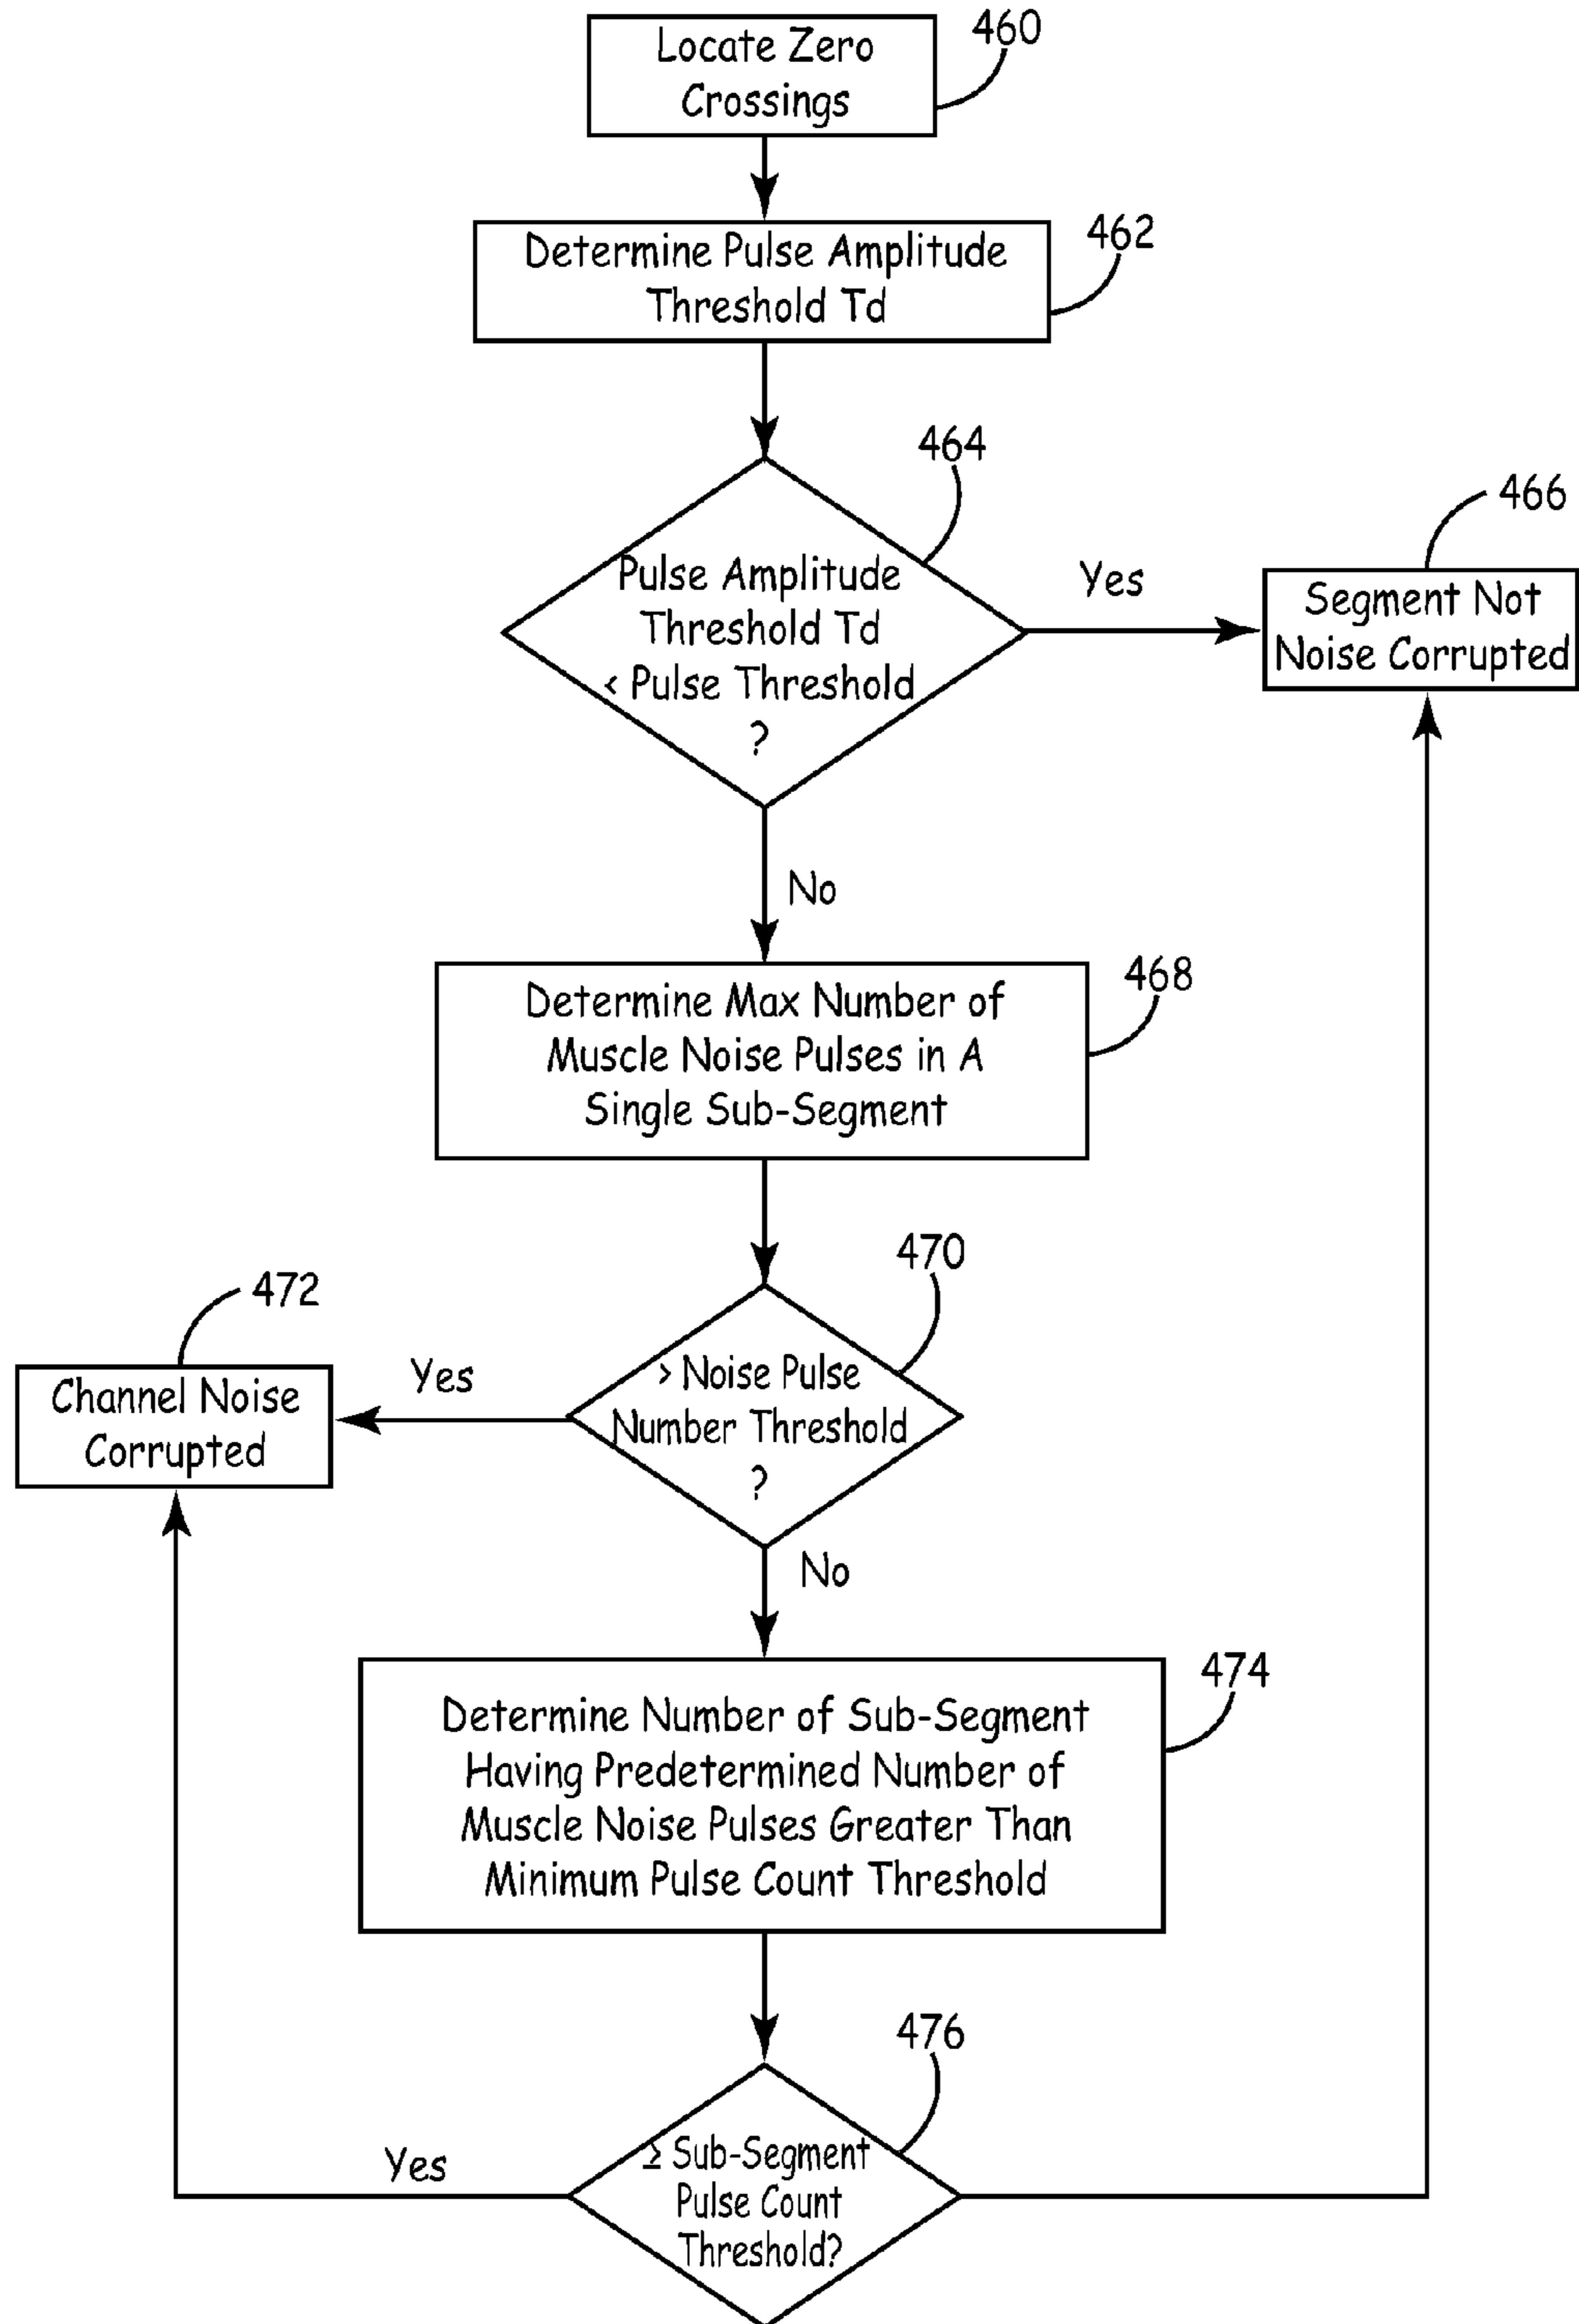 Locate Zero
Crossings
460
Determine Pulse Amplitude
Threshold Td
462
464
Pulse Amplitude
Threshold Td
< Pulse Threshold
?
Yes
466
Segment Not
Noise Corrupted
No
468
Determine Max Number of
Muscle Noise Pulses in A
Single Sub-Segment
470
472
> Noise Pulse
Number Threshold
?
Yes
Channel Noise
Corrupted
No
474
Determine Number of Sub-Segment
Having Predetermined Number of
Muscle Noise Pulses Greater Than
Minimum Pulse Count Threshold
476
≥ Sub-Segment
Pulse Count
Threshold?
Yes